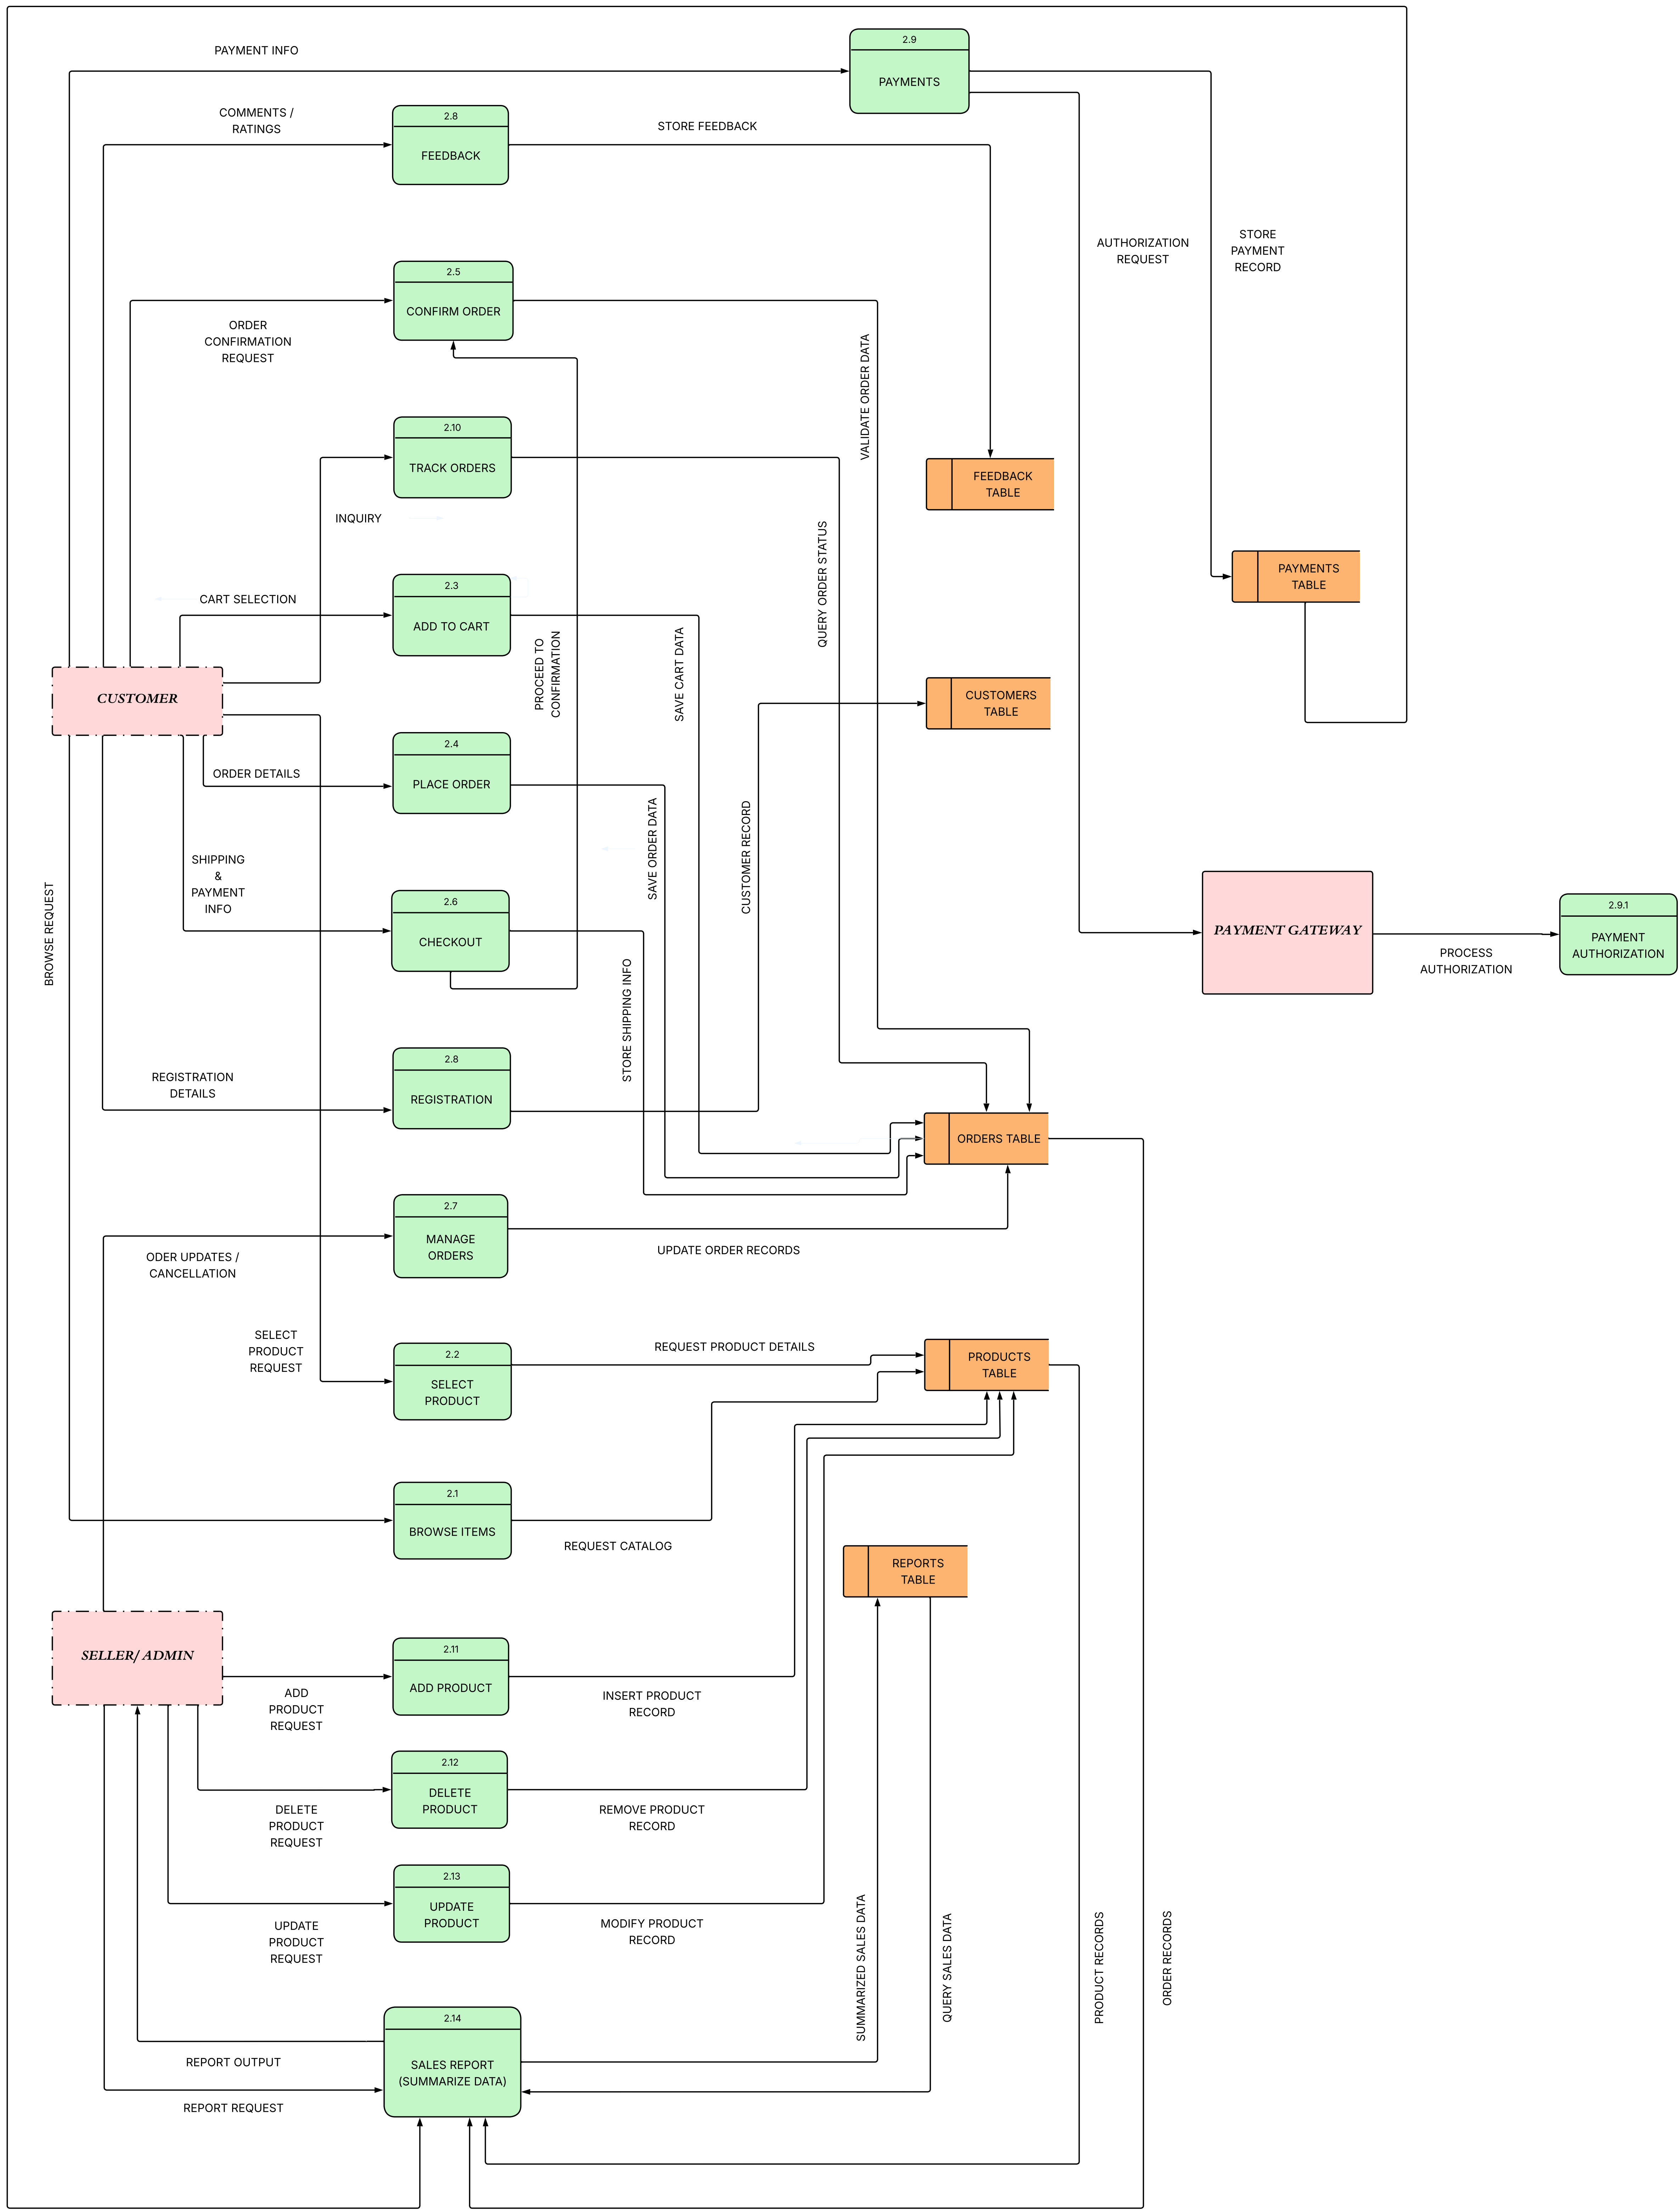 2.9
PAYMENT INFO
PAYMENTS
COMMENTS /
RATINGS
2.8
FEEDBACK
STORE FEEDBACK
AUTHORIZATION
REQUEST
STORE
PAYMENT
RECORD
2.5
CONFIRM ORDER
ORDER
CONFIRMATION
REQUEST
VALIDATE ORDER DATA
2.10
TRACK ORDERS
INQUIRY
FEEDBACK
TABLE
QUERY ORDER STATUS
PAYMENTS
TABLE
2.3
ADD TO CART
CART SELECTION
PROCEED TO
CONFIRMATION
SAVE CART DATA
CUSTOMER
CUSTOMERS
TABLE
2.4
PLACE ORDER
ORDER DETAILS
SAVE ORDER DATA
CUSTOMER RECORD
SHIPPING
&
PAYMENT
INFO
BROWSE REQUEST
2.6
CHECKOUT
STORE SHIPPING INFO
PAYMENT GATEWAY
PROCESS
AUTHORIZATION
2.9.1
PAYMENT
AUTHORIZATION
2.8
REGISTRATION
REGISTRATION
DETAILS
ORDERS TABLE
2.7
MANAGE
ORDERS
ODER UPDATES /
CANCELLATION
UPDATE ORDER RECORDS
SELECT
PRODUCT
REQUEST
2.2
SELECT
PRODUCT
REQUEST PRODUCT DETAILS
PRODUCTS
TABLE
2.1
BROWSE ITEMS
REQUEST CATALOG
REPORTS
TABLE
SELLER/ ADMIN
2.11
ADD PRODUCT
ADD
PRODUCT
REQUEST
INSERT PRODUCT
RECORD
2.12
DELETE
PRODUCT
DELETE
PRODUCT
REQUEST
REMOVE PRODUCT
RECORD
2.13
UPDATE
PRODUCT
UPDATE
PRODUCT
REQUEST
MODIFY PRODUCT
RECORD
SUMMARIZED SALES DATA
QUERY SALES DATA
PRODUCT RECORDS
ORDER RECORDS
2.14
SALES REPORT
(SUMMARIZE DATA)
REPORT OUTPUT
REPORT REQUEST